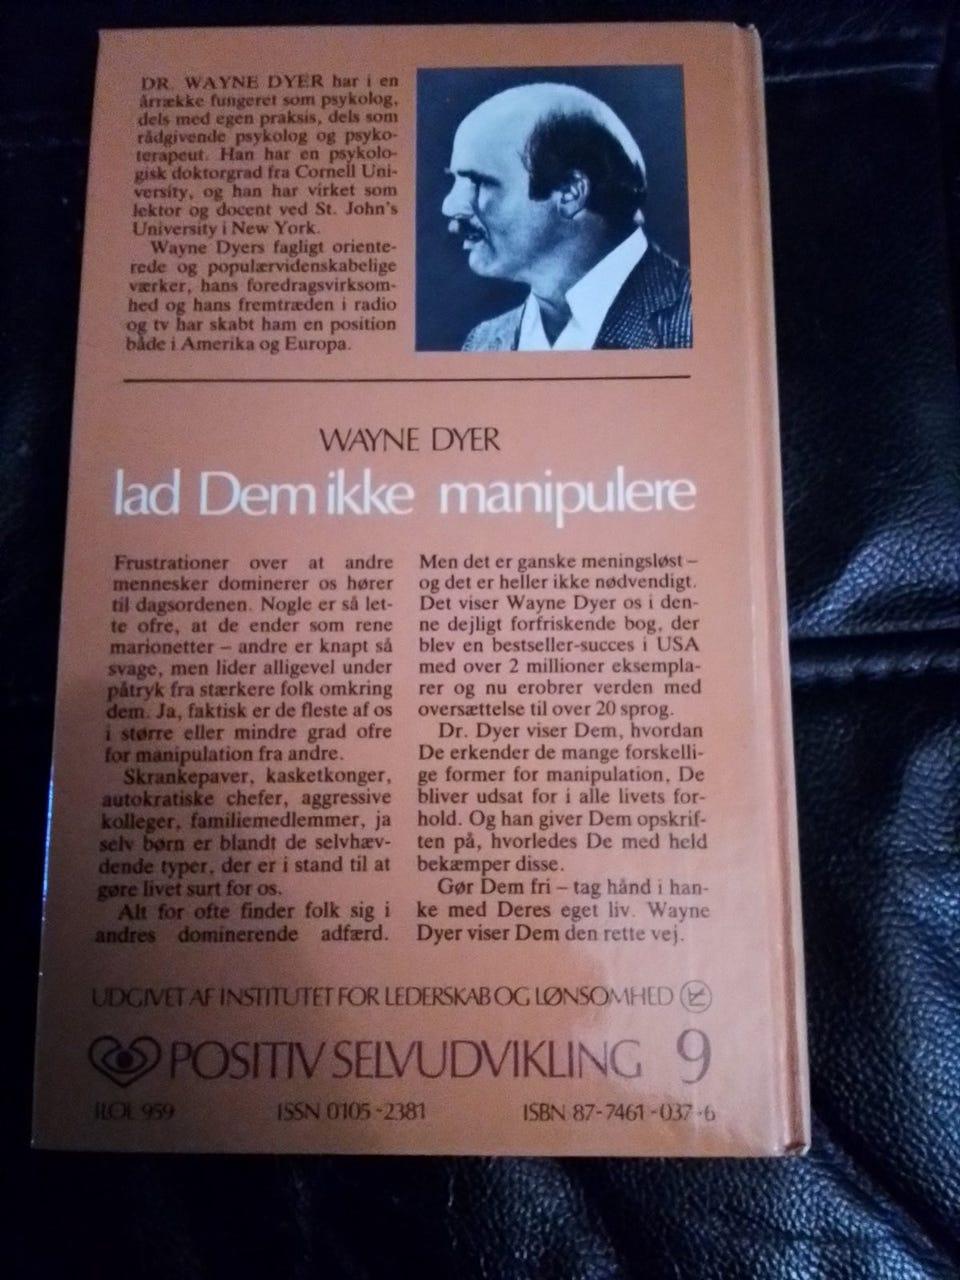 DR. WAYNE DYER har i en
årrække fungeret som psykolog,
dels med egen praksis, dels som
rådgivende psykolog og psyko-
terapeut. Han har en psykolo-
gisk doktorgrad fra Cornell Uni-
versity, og han har virket som
lektor og docent ved St. John's
University i New York.
Wayne Dyers fagligt oriente-
rede og populærvidenskabelige
værker, hans foredragsvirksom-
hed og hans fremtræden i radio
og tv har skabt ham en position
både i Amerika og Europa.
WAYNE DYER
lad Dem ikke manipulere
Frustrationer over at andre
mennesker dominerer os hører
til dagsordenen. Nogle er så let-
te ofre, at de ender som rene
marionetter – andre er knapt så
svage, men lider alligevel under
påtryk fra stærkere folk omkring
dem. Ja, faktisk er de fleste af os
i større eller mindre grad ofre
for manipulation fra andre.
Skrankepaver, kasketkonger,
autokratiske chefer, aggressive
kolleger, familiemedlemmer, ja
selv børn er blandt de selvhæv-
dende typer, der er i stand til at
gøre livet surt for os.
Alt for ofte finder folk sig i
andres dominerende adfærd.
Men det er ganske meningsløst –
og det er heller ikke nødvendigt.
Det viser Wayne Dyer os i den-
ne dejligt forfriskende bog, der
blev en bestseller-succes i USA
med over 2 millioner eksempla-
rer og nu erobrer verden med
oversættelse til over 20 sprog.
Dr. Dyer viser Dem, hvordan
De erkender de mange forskelli-
ge former for manipulation, De
bliver udsat for i alle livets for-
hold. Og han giver Dem opskrif-
ten på, hvorledes De med held
bekæmper disse.
Gør Dem fri – tag hånd i han-
ke med Deres eget liv. Wayne
Dyer viser Dem den rette vej.
UDGIVET AF INSTITUTET FOR LEDERSKAB OG LØNSOMHED
POSITIV SELVUDVIKLING 9
ILOL 959 ISSN 0105-2381 ISBN 87-7461-037-6